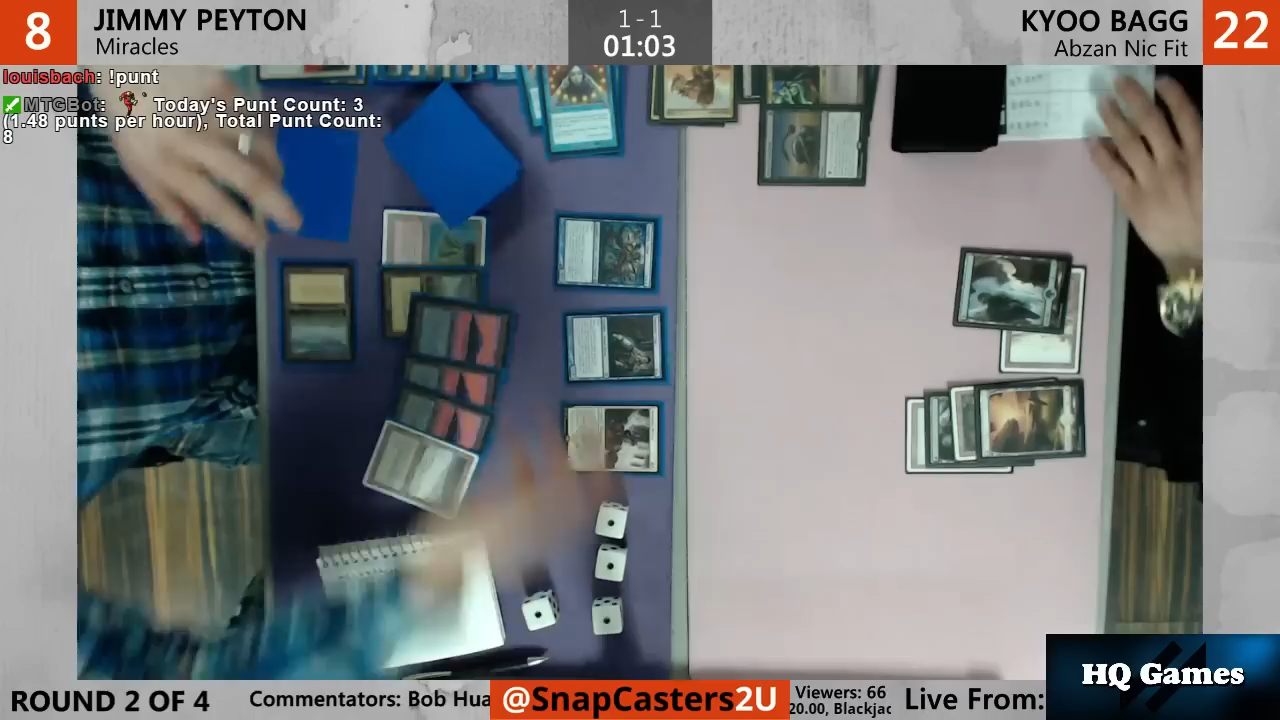 8
JIMMY PEYTON
Miracles
1 - 1
01:03
KYOO BAGG
Abzan Nic Fit
22
louisbach: !punt
MTGBot: Today's Punt Count: 3
(1.48 punts per hour), Total Punt Count:
8
HQ Games
ROUND 2 OF 4
Commentators: Bob Hua
@SnapCasters2U
Viewers: 66
20.00, Blackjac
Live From: